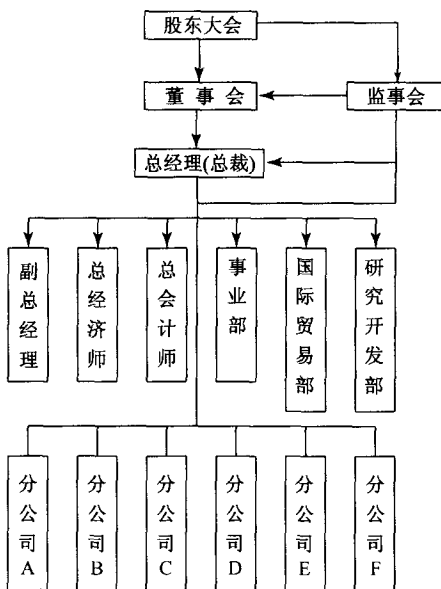 股东大会
董事会
监事会
总经理(总裁)
副总经理
总经济师
总会计师
事业部
国际贸易部
研究开发部
分公司A
分公司B
分公司C
分公司D
分公司E
分公司F